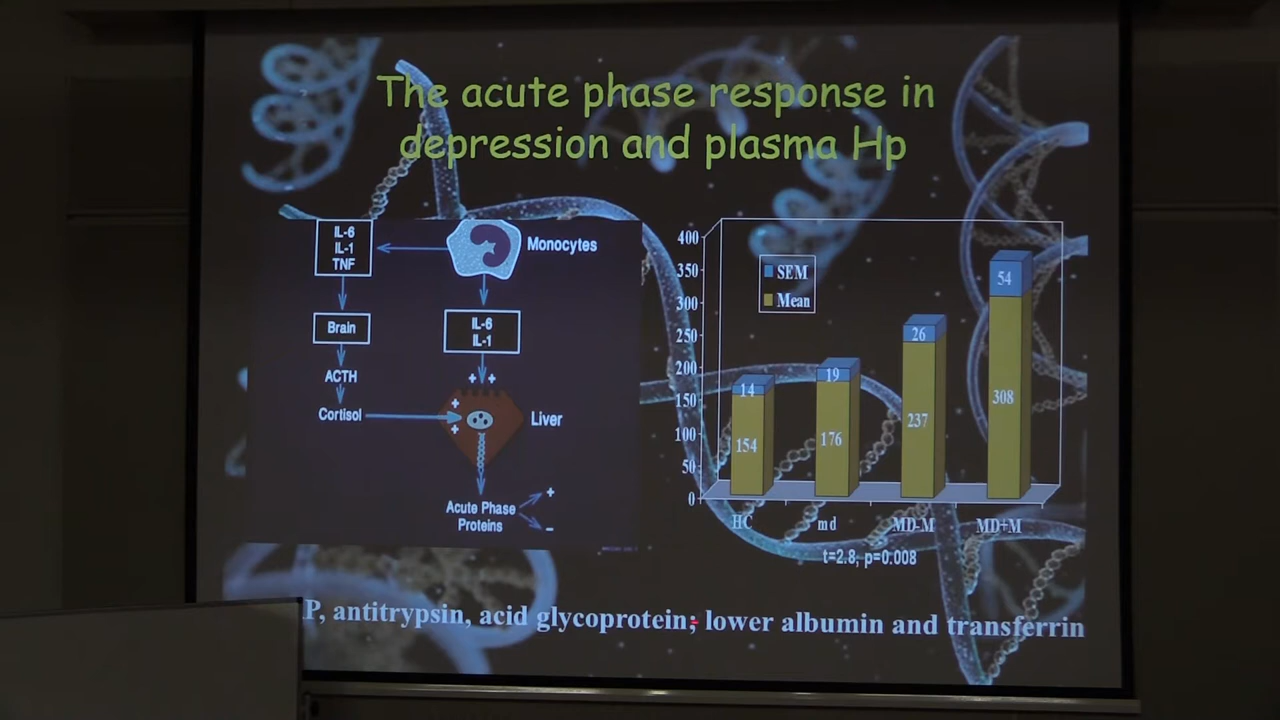 The acute phase response in
depression and plasma Hp
IL-6
IL-1
TNF
Monocytes
Brain
IL-6
IL-1
ACTH
+ +
Cortisol
+
+
Liver
Acute Phase
Proteins
+
-
400
350
300
250
200
150
100
50
0
SEM
Mean
14
154
19
176
26
237
54
308
HC
md
MD-M
MD+M
t=2.8; p=0.008
P, antitrypsin, acid glycoprotein; lower albumin and transferrin